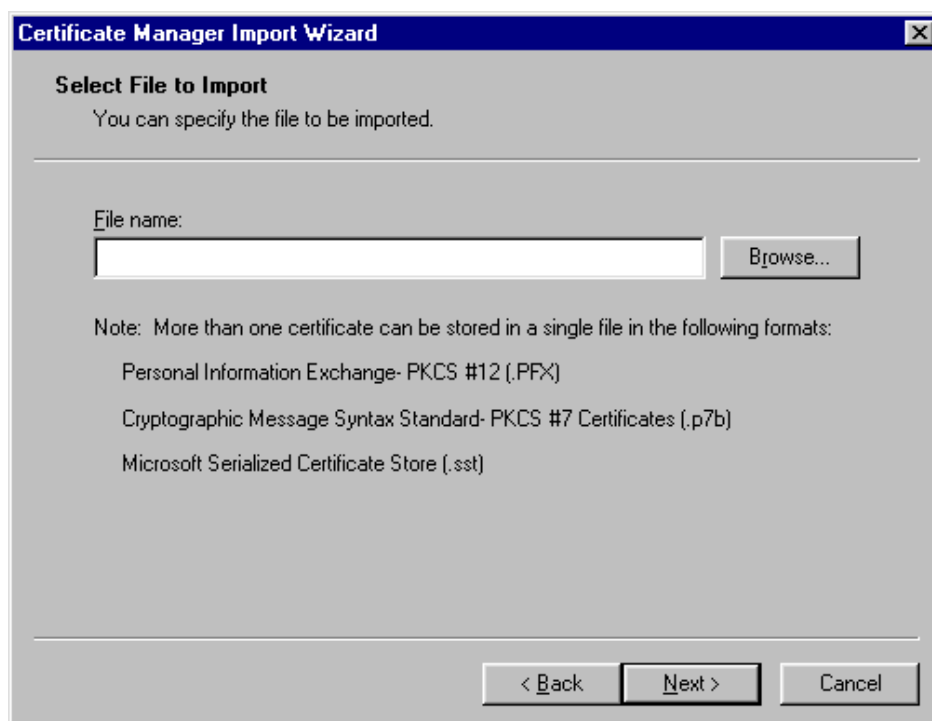 Certificate Manager Import Wizard
Select File to Import
You can specify the file to be imported.
File name:
Browse...
Note:  More than one certificate can be stored in a single file in the following formats:
Personal Information Exchange- PKCS #12 (.PFX)
Cryptographic Message Syntax Standard- PKCS #7 Certificates (.p7b)
Microsoft Serialized Certificate Store (.sst)
< Back  Next >  Cancel